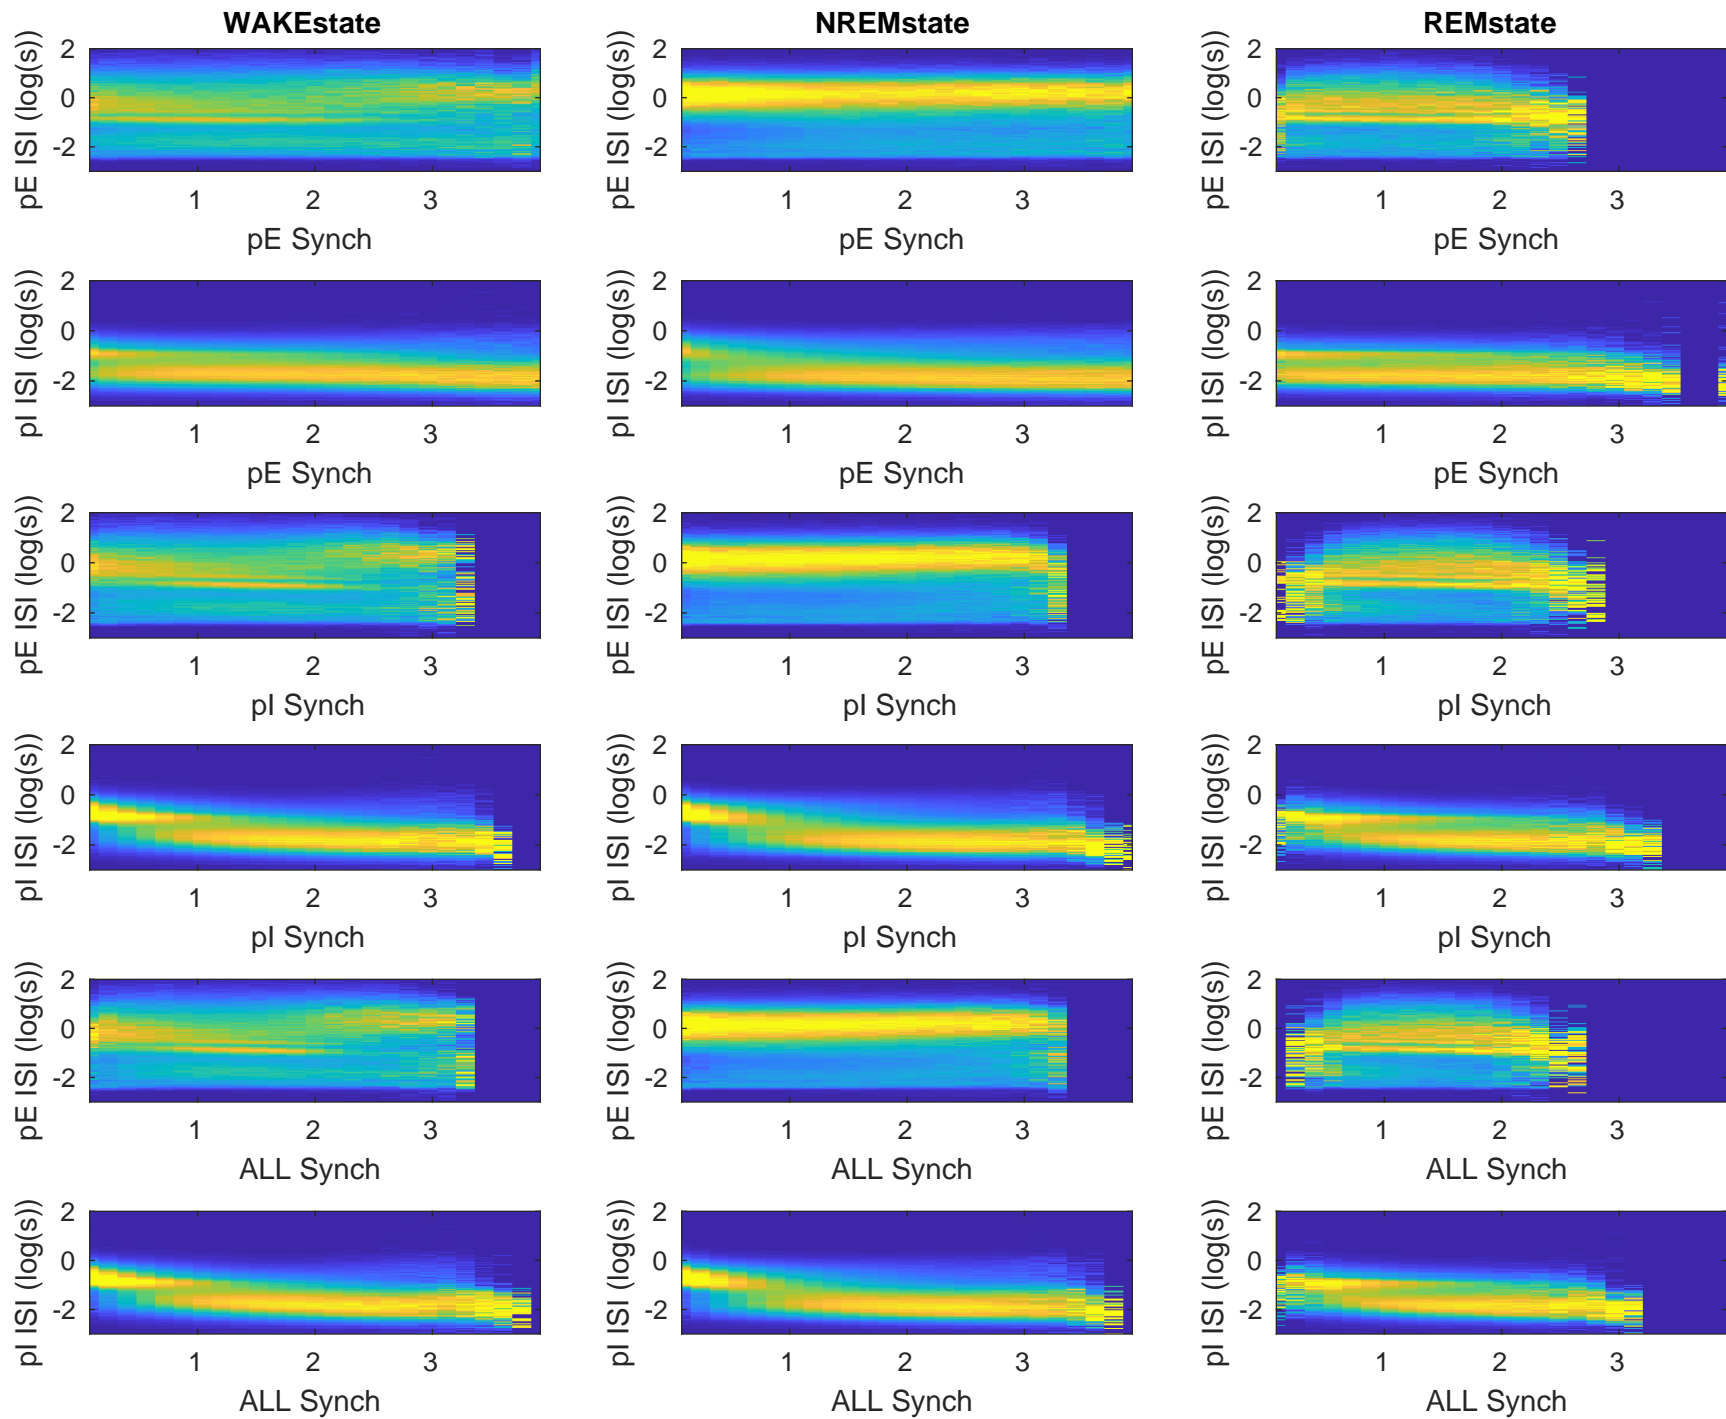 WAKEstate NREMstate REMstate
pE ISI (log(s)) 2 0 -2 pE ISI (log(s)) 2 0 -2 pE ISI (log(s)) 2 0 -2
1 2 3 1 2 3 1 2 3
pE Synch pE Synch pE Synch
pI ISI (log(s)) 2 0 -2 pI ISI (log(s)) 2 0 -2 pI ISI (log(s)) 2 0 -2
1 2 3 1 2 3 1 2 3
pE Synch pE Synch pE Synch
pE ISI (log(s)) 2 0 -2 pE ISI (log(s)) 2 0 -2 pE ISI (log(s)) 2 0 -2
1 2 3 1 2 3 1 2 3
pI Synch pI Synch pI Synch
pI ISI (log(s)) 2 0 -2 pI ISI (log(s)) 2 0 -2 pI ISI (log(s)) 2 0 -2
1 2 3 1 2 3 1 2 3
pI Synch pI Synch pI Synch
pE ISI (log(s)) 2 0 -2 pE ISI (log(s)) 2 0 -2 pE ISI (log(s)) 2 0 -2
1 2 3 1 2 3 1 2 3
ALL Synch ALL Synch ALL Synch
pI ISI (log(s)) 2 0 -2 pI ISI (log(s)) 2 0 -2 pI ISI (log(s)) 2 0 -2
1 2 3 1 2 3 1 2 3
ALL Synch ALL Synch ALL Synch